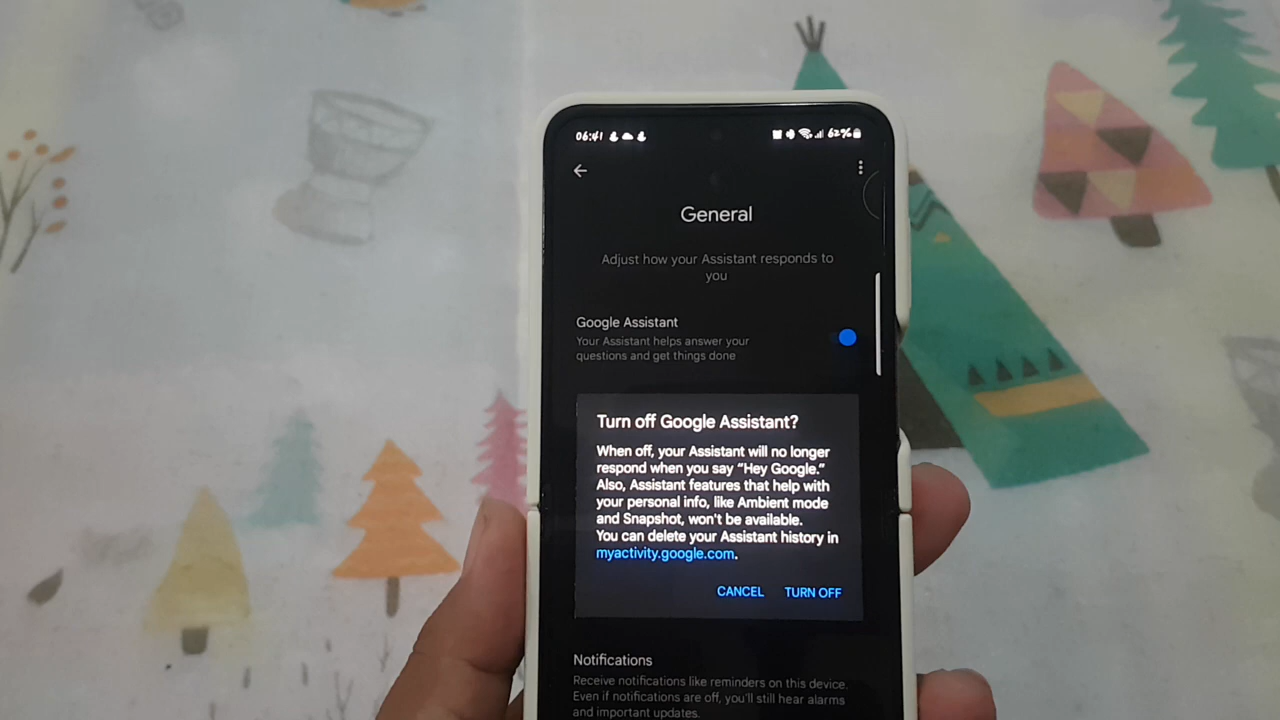 06:41 62%
General
Adjust how your Assistant responds to
you
Google Assistant
Your Assistant helps answer your
questions and get things done
Turn off Google Assistant?
When off, your Assistant will no longer
respond when you say “Hey Google.”
Also, Assistant features that help with
your personal info, like Ambient mode
and Snapshot, won't be available.
You can delete your Assistant history in
myactivity.google.com.
CANCEL TURN OFF
Notifications
Receive notifications like reminders on this device.
Even if notifications are off, you'll still hear alarms
and important updates.